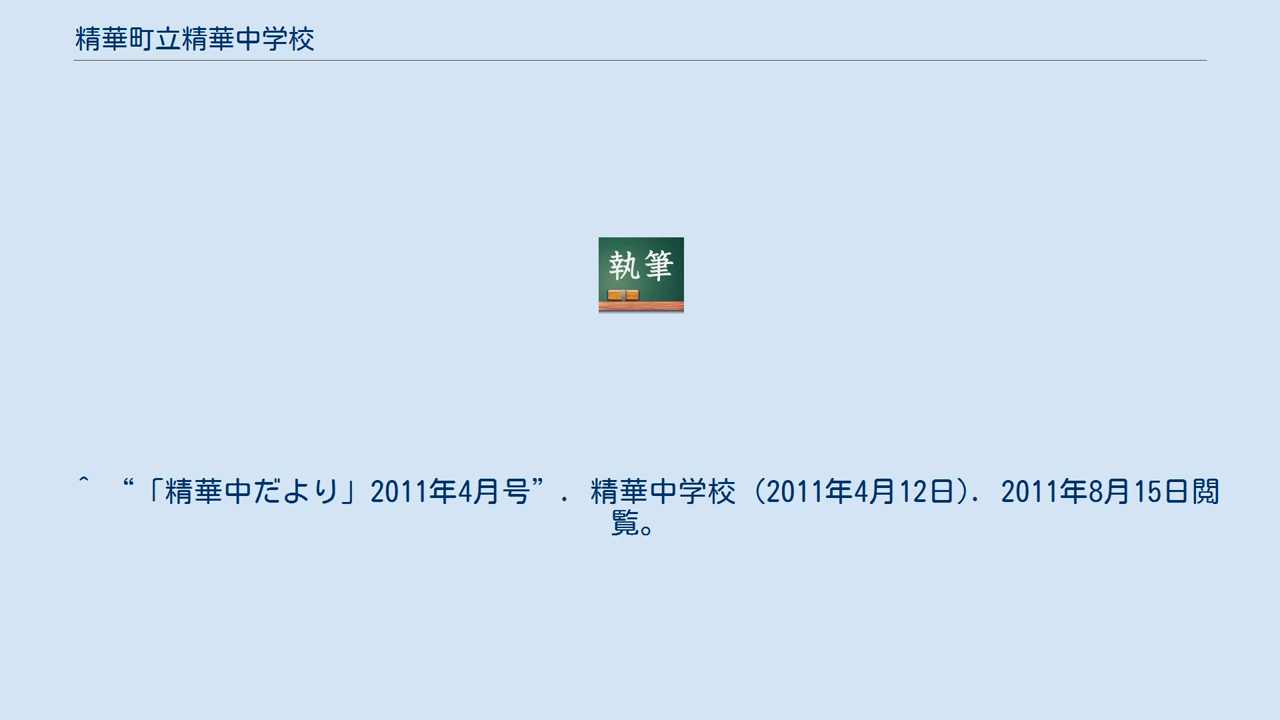 精華町立精華中学校
執筆
^ “「精華中だより」2011年4月号”. 精華中学校 (2011年4月12日). 2011年8月15日閲
覧。